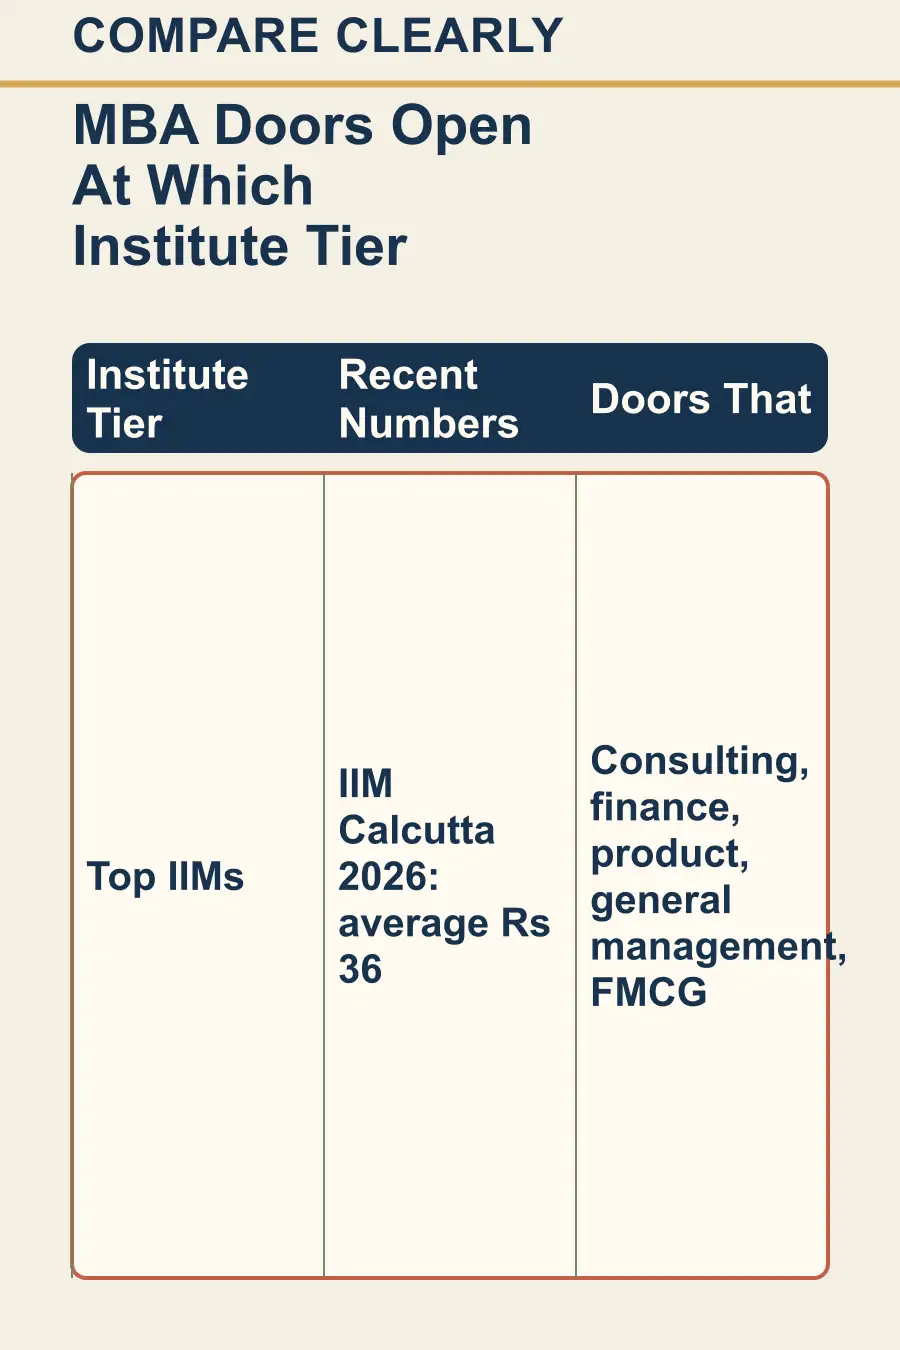 COMPARE CLEARLY
MBA Doors Open
At Which
Institute Tier
Institute
Tier
Recent
Numbers
Doors That
Top IIMs
IIM
Calcutta
2026:
average Rs
36
Consulting,
finance,
product,
general
management,
FMCG